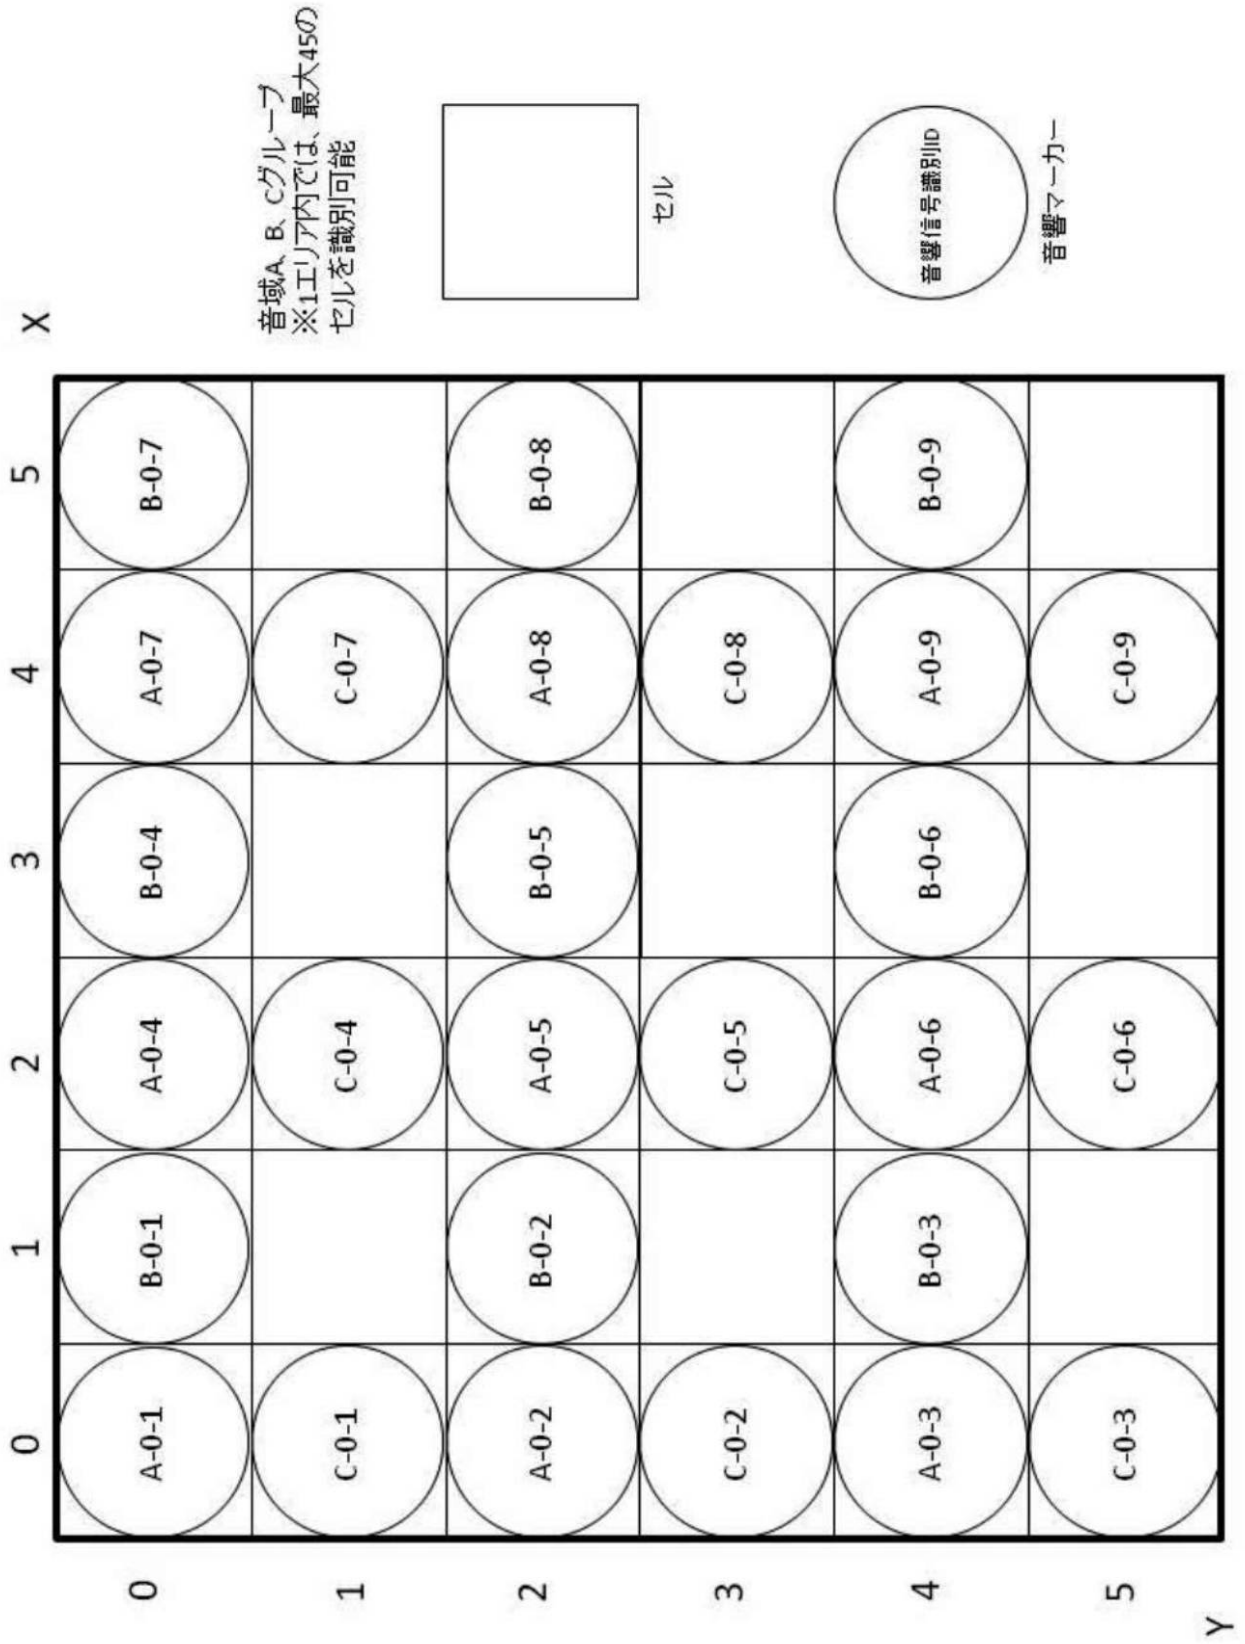 0 1 2 3 4 5 X
0 A-0-1 B-0-1 A-0-4 B-0-4 A-0-7 B-0-7
1 C-0-1 C-0-4 C-0-7
2 A-0-2 B-0-2 A-0-5 B-0-5 A-0-8 B-0-8
3 C-0-2 C-0-5 C-0-8
4 A-0-3 B-0-3 A-0-6 B-0-6 A-0-9 B-0-9
5 C-0-3 C-0-6 C-0-9
Y
音域A、B、Cグループ
※1エリア内では、最大45の
セルを識別可能
セル
音響信号識別ID
音響マーカー